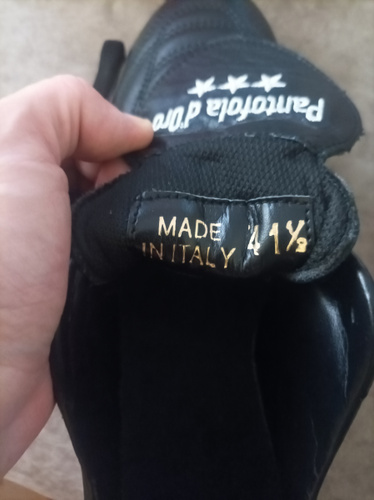 Pantofola d'Oro
MADE
IN ITALY
41½